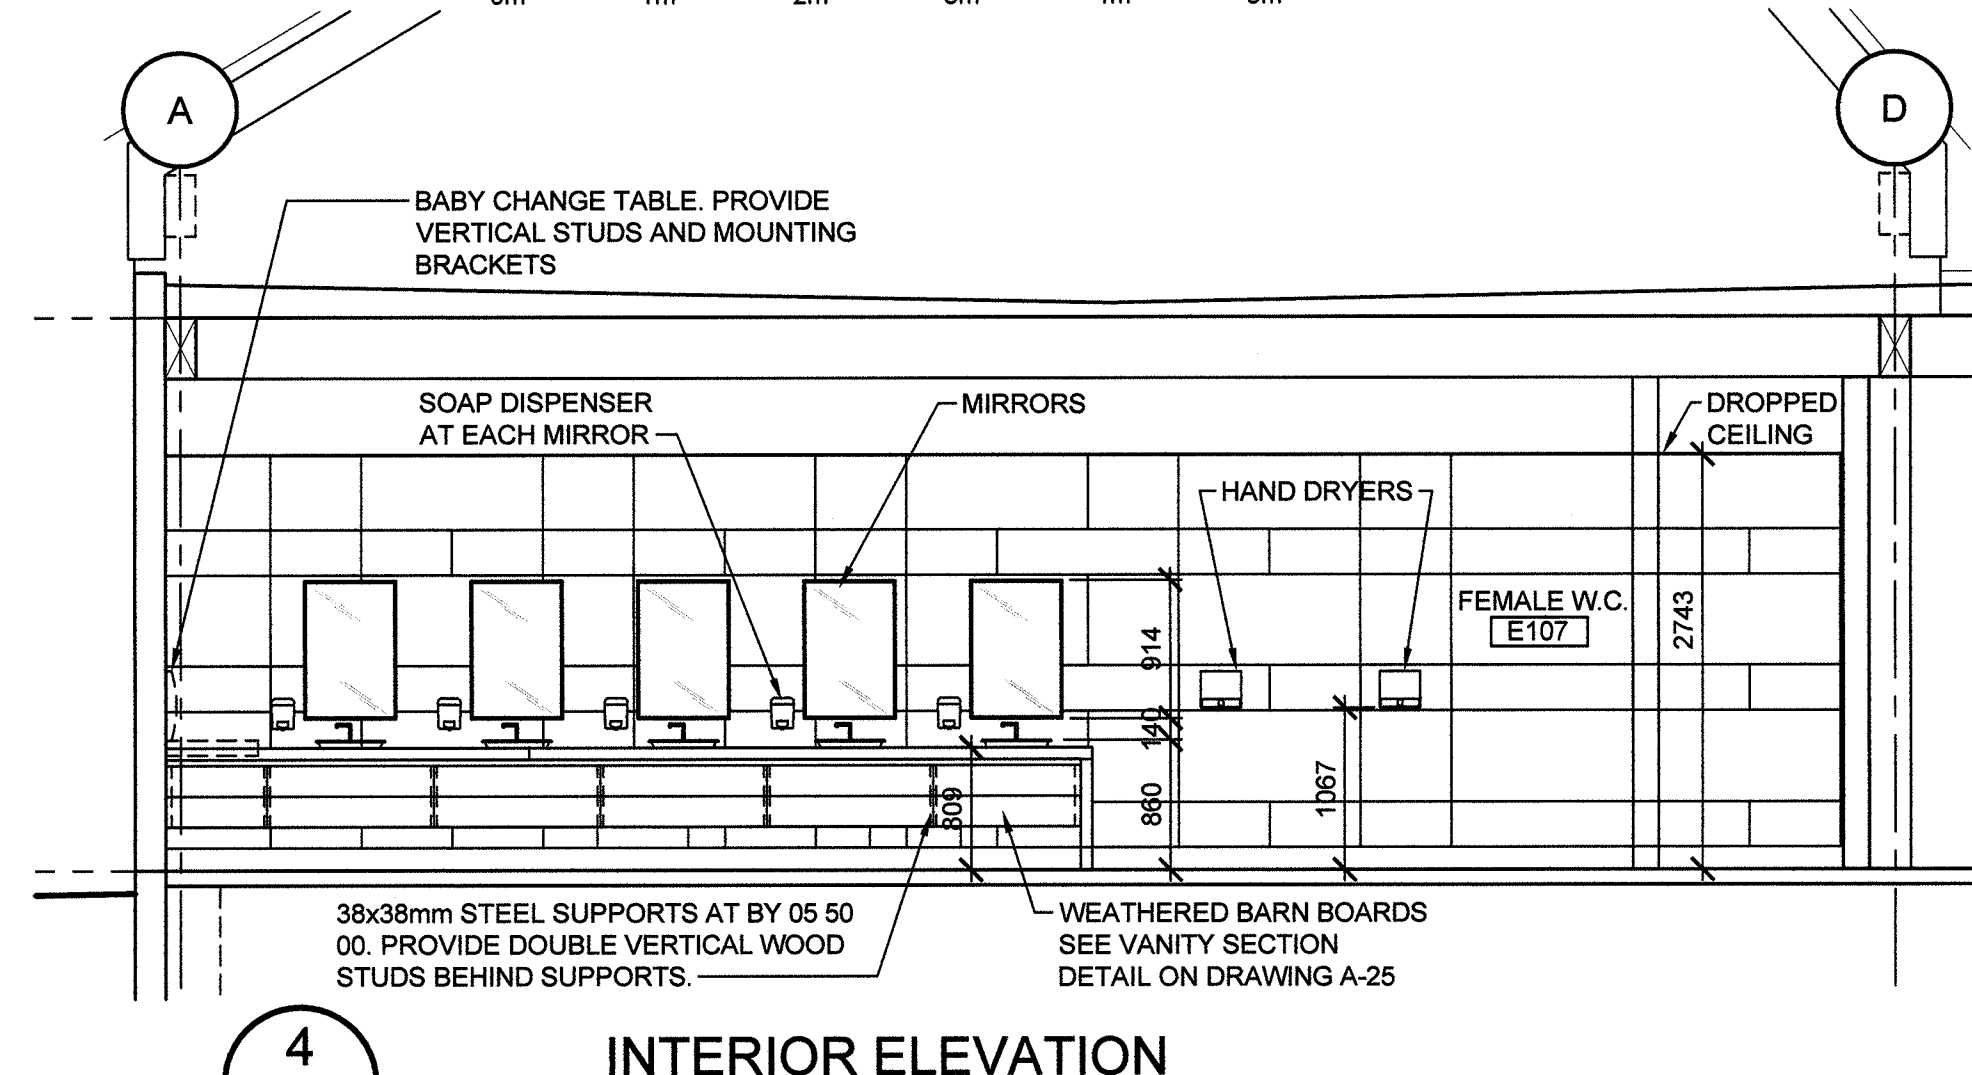 A
D
BABY CHANGE TABLE. PROVIDE
VERTICAL STUDS AND MOUNTING
BRACKETS
SOAP DISPENSER
AT EACH MIRROR
MIRRORS
DROPPED
CEILING
HAND DRYERS
FEMALE W.C.
E107
2743
914
140
860
809
1067
38x38mm STEEL SUPPORTS AT BY 05 50
00. PROVIDE DOUBLE VERTICAL WOOD
STUDS BEHIND SUPPORTS.
WEATHERED BARN BOARDS
SEE VANITY SECTION
DETAIL ON DRAWING A-25
4
INTERIOR ELEVATION